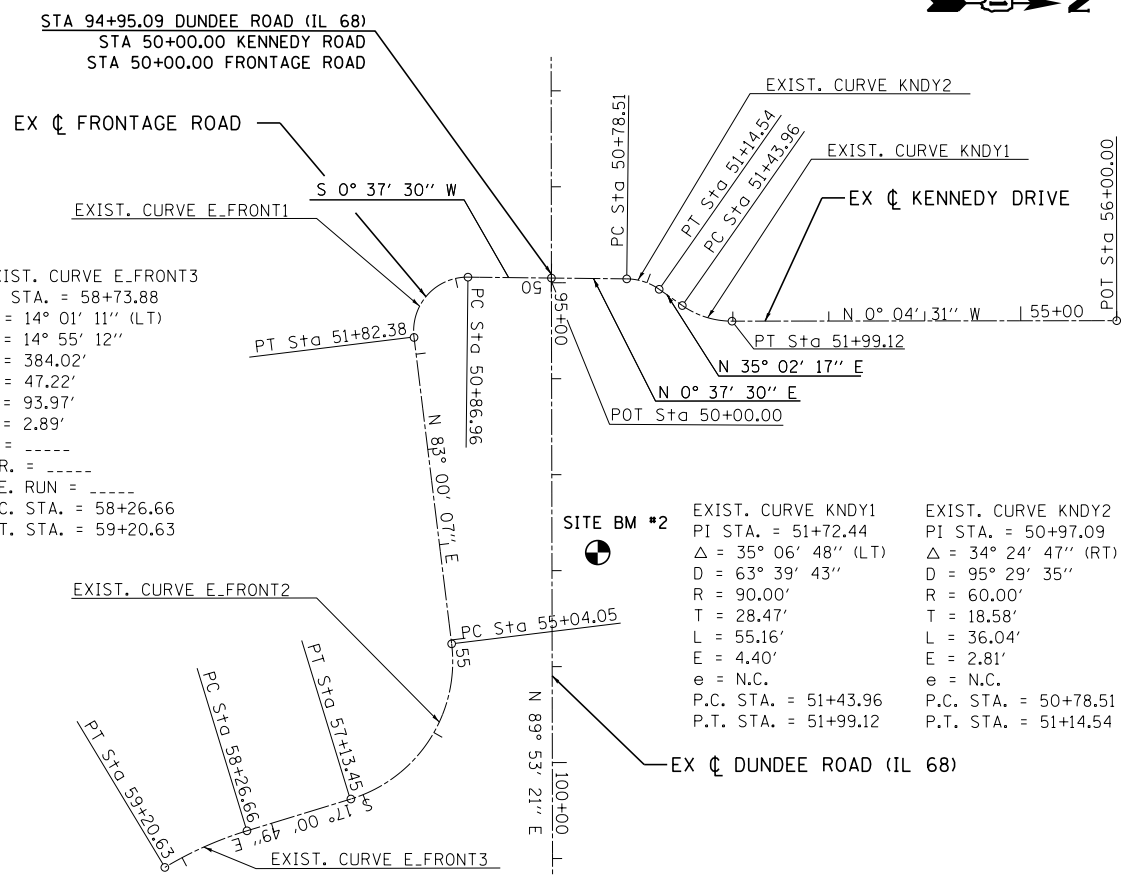 Z
STA 94+95.09 DUNDEE ROAD (IL 68)
STA 50+00.00 KENNEDY ROAD
STA 50+00.00 FRONTAGE ROAD
EX ℄ FRONTAGE ROAD
S 0° 37' 30'' W
EXIST. CURVE E_FRONT1
PC Sta 50+78.51
EXIST. CURVE KNDY2
PT Sta 51+14.54
PC Sta 51+43.96
EXIST. CURVE KNDY1
EX ℄ KENNEDY DRIVE
POT Sta 56+00.00
50
95+00
N 0° 04' 31'' W
55+00
PT Sta 51+99.12
N 35° 02' 17'' E
N 0° 37' 30'' E
POT Sta 50+00.00
PT Sta 51+82.38
PC Sta 50+86.96
XIST. CURVE E_FRONT3
STA. = 58+73.88
= 14° 01' 11'' (LT)
= 14° 55' 12''
= 384.02'
= 47.22'
= 93.97'
= 2.89'
= -----
R. = -----
E. RUN = -----
C. STA. = 58+26.66
T. STA. = 59+20.63
N 83° 00' 07'' E
SITE BM #2
EXIST. CURVE KNDY1
PI STA. = 51+72.44
Δ = 35° 06' 48'' (LT)
D = 63° 39' 43''
R = 90.00'
T = 28.47'
L = 55.16'
E = 4.40'
e = N.C.
P.C. STA. = 51+43.96
P.T. STA. = 51+99.12
EXIST. CURVE KNDY2
PI STA. = 50+97.09
Δ = 34° 24' 47'' (RT)
D = 95° 29' 35''
R = 60.00'
T = 18.58'
L = 36.04'
E = 2.81'
e = N.C.
P.C. STA. = 50+78.51
P.T. STA. = 51+14.54
EXIST. CURVE E_FRONT2
PC Sta 55+04.05
55
PT Sta 57+13.45
PC Sta 58+26.66
PT Sta 59+20.63
S 17° 00' 49'' E
N 89° 53' 21'' E
100+00
EX ℄ DUNDEE ROAD (IL 68)
EXIST. CURVE E_FRONT3